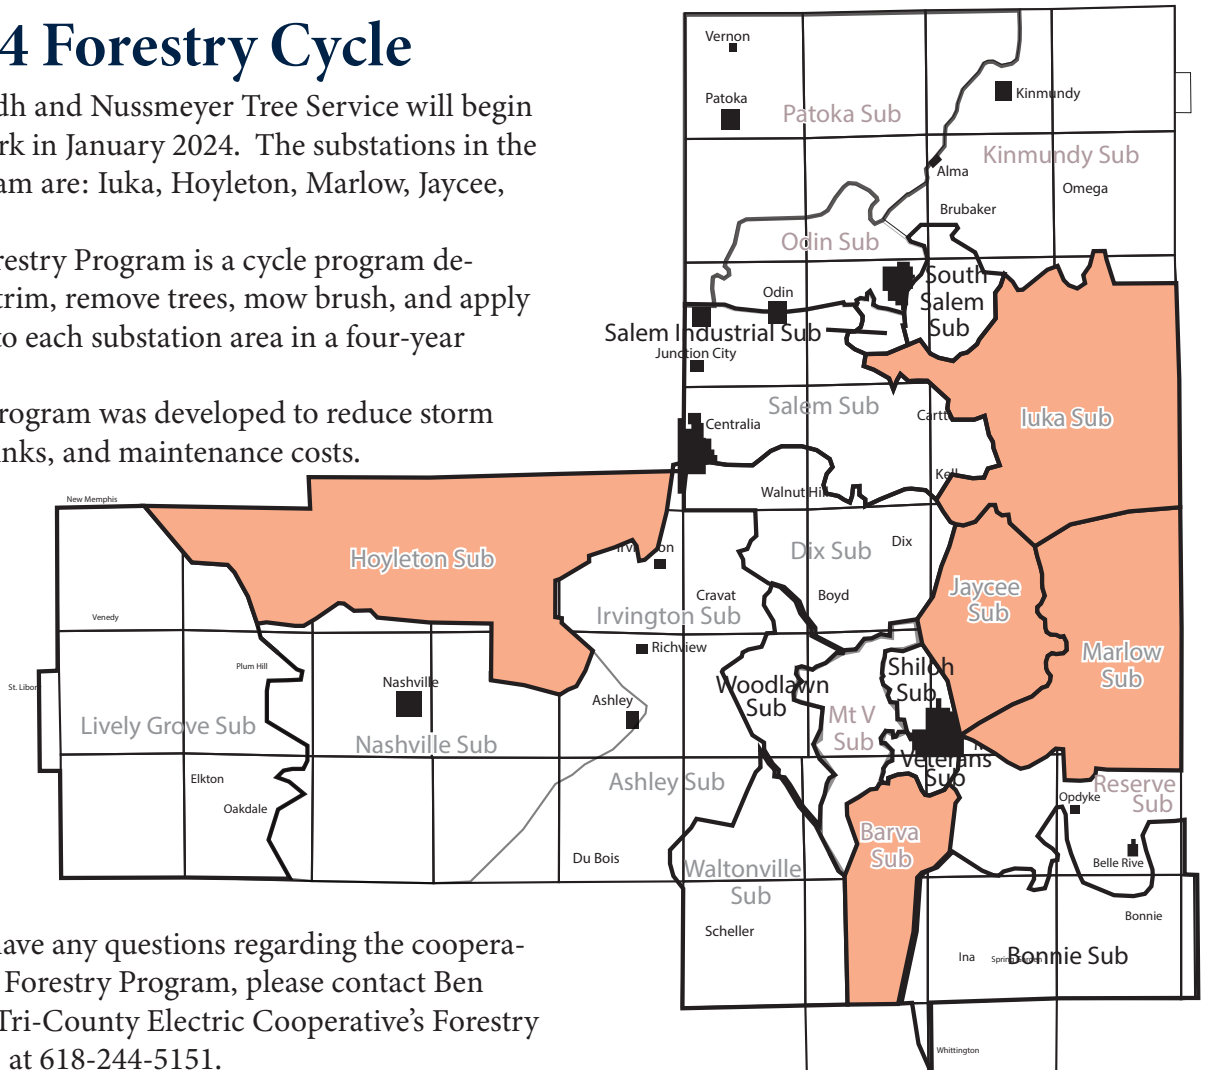 4 Forestry Cycle
dh and Nussmeyer Tree Service will begin
rk in January 2024. The substations in the
am are: Iuka, Hoyleton, Marlow, Jaycee,
restry Program is a cycle program de-
trim, remove trees, mow brush, and apply
to each substation area in a four-year
rogram was developed to reduce storm
inks, and maintenance costs.
Vernon
Patoka
Patoka Sub
Kinmundy
Kinmundy Sub
Alma
Omega
Brubaker
Odin Sub
South
Salem
Sub
Odin
Salem Industrial Sub
Junction City
Salem Sub
Cartt
Iuka Sub
Centralia
Kell
Walnut Hill
New Memphis
Hoyleton Sub
Dix Sub
Dix
Jaycee
Sub
Cravat
Boyd
Irvington Sub
Venedy
Richview
Marlow
Sub
Plum Hill
St. Libor
Nashville
Shiloh
Sub
Woodlawn
Sub
Ashley
Mt V
Sub
Lively Grove Sub
Nashville Sub
Veterans
Sub
Elkton
Ashley Sub
Reserve
Sub
Opdyke
Oakdale
Barva
Sub
Du Bois
Belle Rive
Waltonville
Sub
Bonnie
Scheller
Ina
Spring Garden
Bonnie Sub
Whittington
have any questions regarding the coopera-
Forestry Program, please contact Ben
Tri-County Electric Cooperative's Forestry
at 618-244-5151.